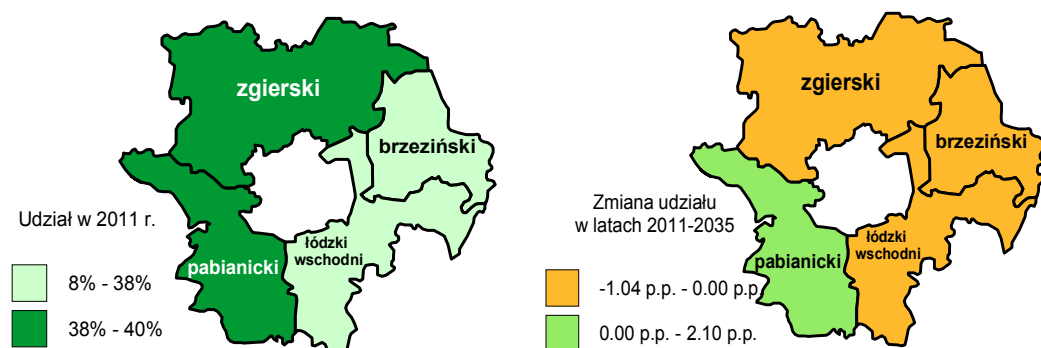 zgierski
brzeziński
łódzki
wschodni
pabianicki
Udział w 2011 r.
8% - 38%
38% - 40%
zgierski
brzeziński
łódzki
wschodni
pabianicki
Zmiana udziału
w latach 2011-2035
-1.04 p.p. - 0.00 p.p.
0.00 p.p. - 2.10 p.p.